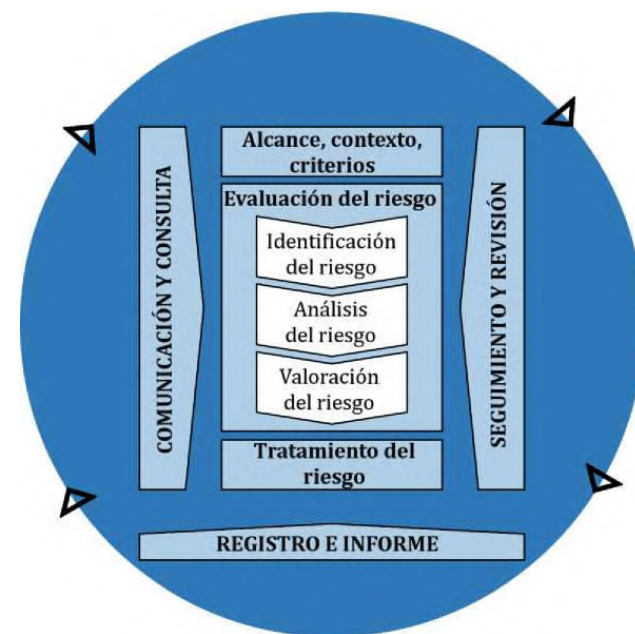 Alcance, contexto,
criterios
Evaluación del riesgo
Identificación
del riesgo
Análisis
del riesgo
Valoración
del riesgo
Tratamiento del
riesgo
COMUNICACIÓN Y CONSULTA
SEGUIMIENTO Y REVISIÓN
REGISTRO E INFORME